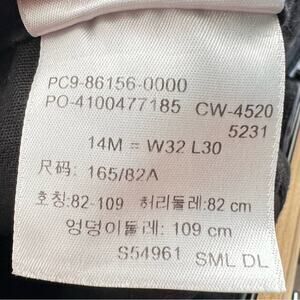 PC9-86156-0000
PO-4100477185 CW-4520
5231
14M = W32 L30
尺码: 165/82A
호칭:82-109 허리둘레:82 cm
엉덩이둘레: 109 cm
S54961 SML DL